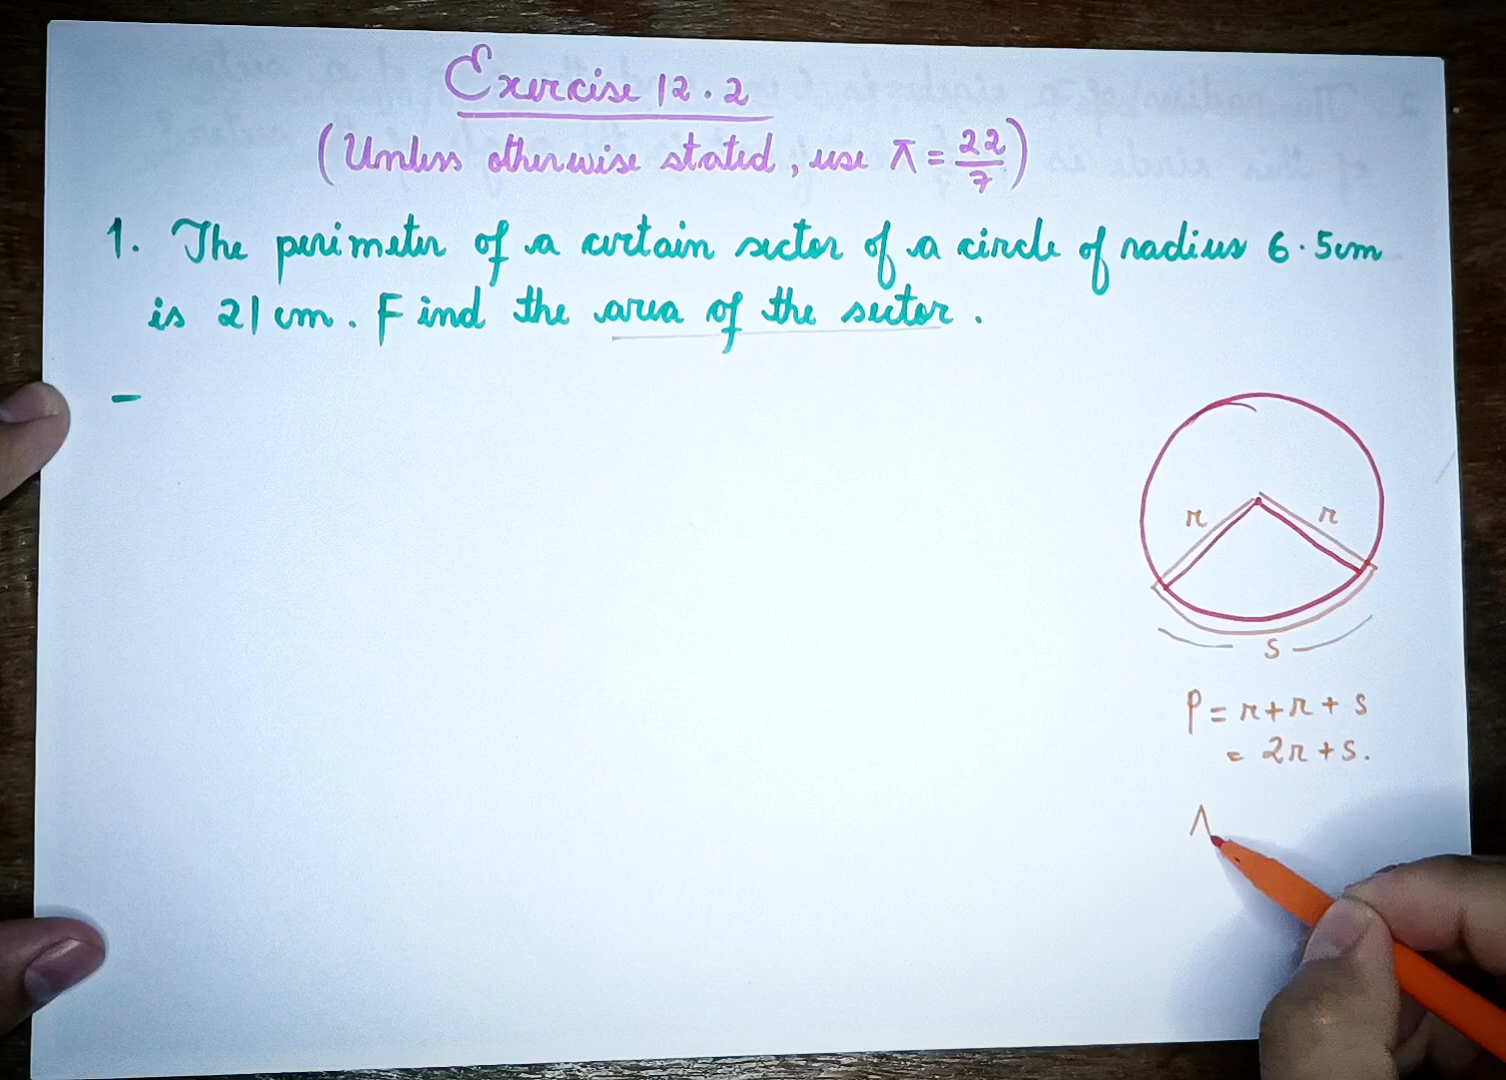 Exercise 12.2
(Unless otherwise stated, use π = 22/7)
1. The perimeter of a certain sector of a circle of radius 6.5cm
is 21 cm. Find the area of the sector.
-
r r
s
P = r + r + s
= 2r + s.